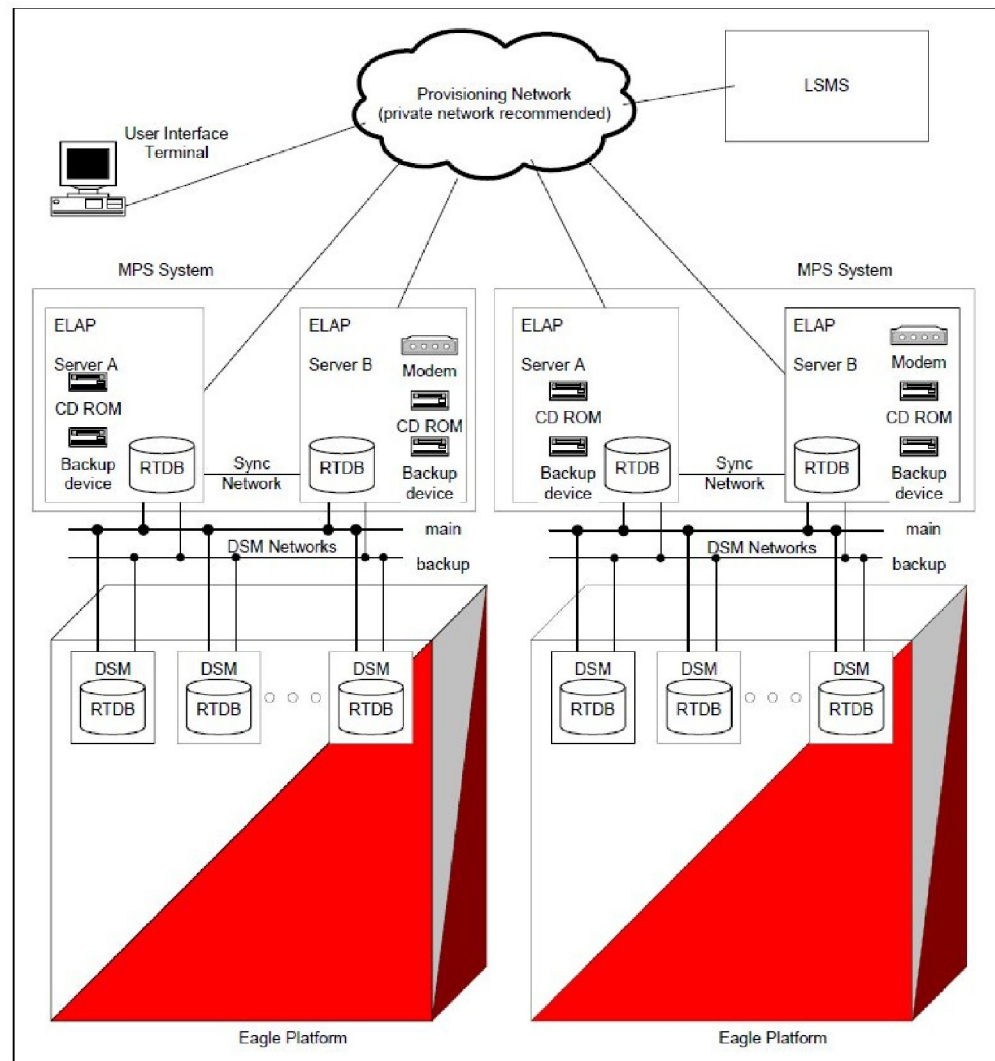 Provisioning Network
(private network recommended)
LSMS
User Interface
Terminal
MPS System
ELAP
Server A
CD ROM
Backup
device
RTDB
Sync
Network
ELAP
Server B
Modem
CD ROM
Backup
device
RTDB
MPS System
ELAP
Server A
CD ROM
Backup
device
RTDB
Sync
Network
ELAP
Server B
Modem
CD ROM
Backup
device
RTDB
main
DSM Networks
backup
main
DSM Networks
backup
DSM
RTDB
DSM
RTDB
DSM
RTDB
DSM
RTDB
DSM
RTDB
DSM
RTDB
Eagle Platform
Eagle Platform